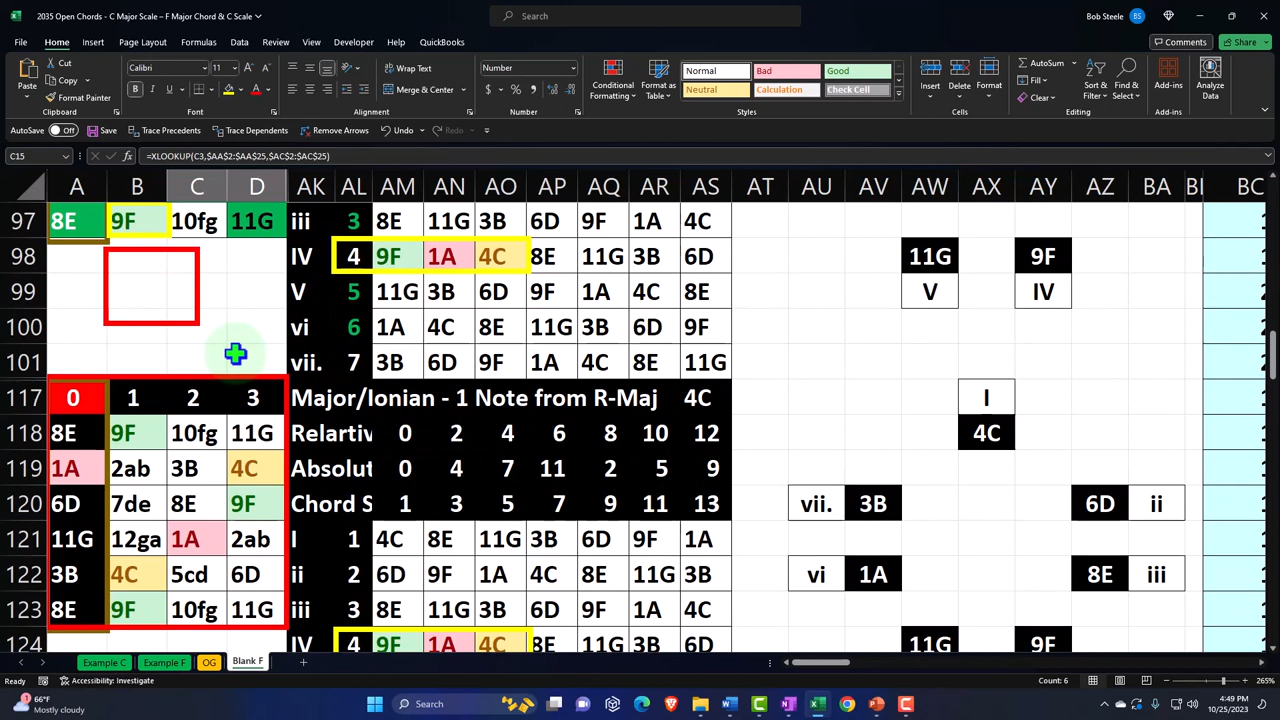 2035 Open Chords - C Major Scale – F Major Chord & C Scale
Search
Bob Steele
BS
File Home Insert Page Layout Formulas Data Review View Developer Automate Help QuickBooks
Comments
Share
Cut
Copy
Format Painter
Paste
Clipboard
Calibri 11
Font
Wrap Text
Merge & Center
Alignment
Number
Number
Conditional Formatting
Format as Table
Normal Bad Good
Neutral Calculation Check Cell
Styles
Insert Delete Format
Cells
AutoSum
Fill
Clear
Sort & Filter
Find & Select
Editing
Add-ins
Add-ins
Analyze Data
AutoSave Off Save Trace Precedents Trace Dependents Remove Arrows Undo Redo
C15 =XLOOKUP(C3,$AA$2:$AA$25,$AC$2:$AC$25)
A B C D AK AL AM AN AO AP AQ AR AS AT AU AV AW AX AY AZ BA BC
97 8E 9F 10fg 11G iii 3 8E 11G 3B 6D 9F 1A 4C
98 IV 4 9F 1A 4C 8E 11G 3B 6D 11G 9F
99 V 5 11G 3B 6D 9F 1A 4C 8E V IV
100 vi 6 1A 4C 8E 11G 3B 6D 9F
101 vii. 7 3B 6D 9F 1A 4C 8E 11G
117 0 1 2 3 Major/Ionian - 1 Note from R-Maj 4C I
118 8E 9F 10fg 11G Relartiv 0 2 4 6 8 10 12 4C
119 1A 2ab 3B 4C Absolut 0 4 7 11 2 5 9
120 6D 7de 8E 9F Chord S 1 3 5 7 9 11 13 vii. 3B 6D ii
121 11G 12ga 1A 2ab I 1 4C 8E 11G 3B 6D 9F 1A
122 3B 4C 5cd 6D ii 2 6D 9F 1A 4C 8E 11G 3B vi 1A 8E iii
123 8E 9F 10fg 11G iii 3 8E 11G 3B 6D 9F 1A 4C
124 IV 4 9F 1A 4C 8E 11G 3B 6D 11G 9F
Example C Example F OG Blank F
Ready Accessibility: Investigate Count: 6 265%
66°F
Mostly cloudy
Search
4:49 PM
10/25/2023